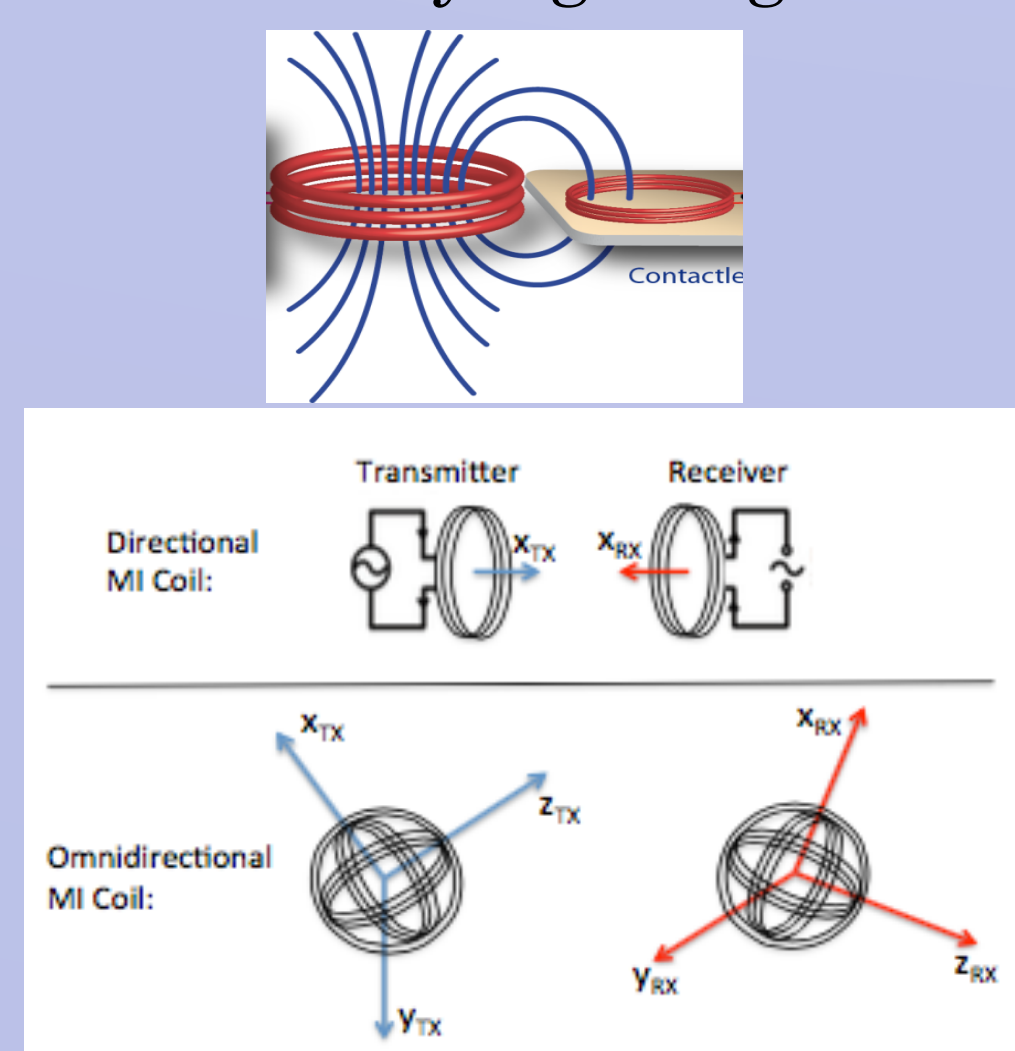 Contactle
Transmitter Receiver
Directional
MI Coil:
xTX xRX
xTX
xRX
zTX
Omnidirectional
MI Coil:
yRX
zRX
yTX